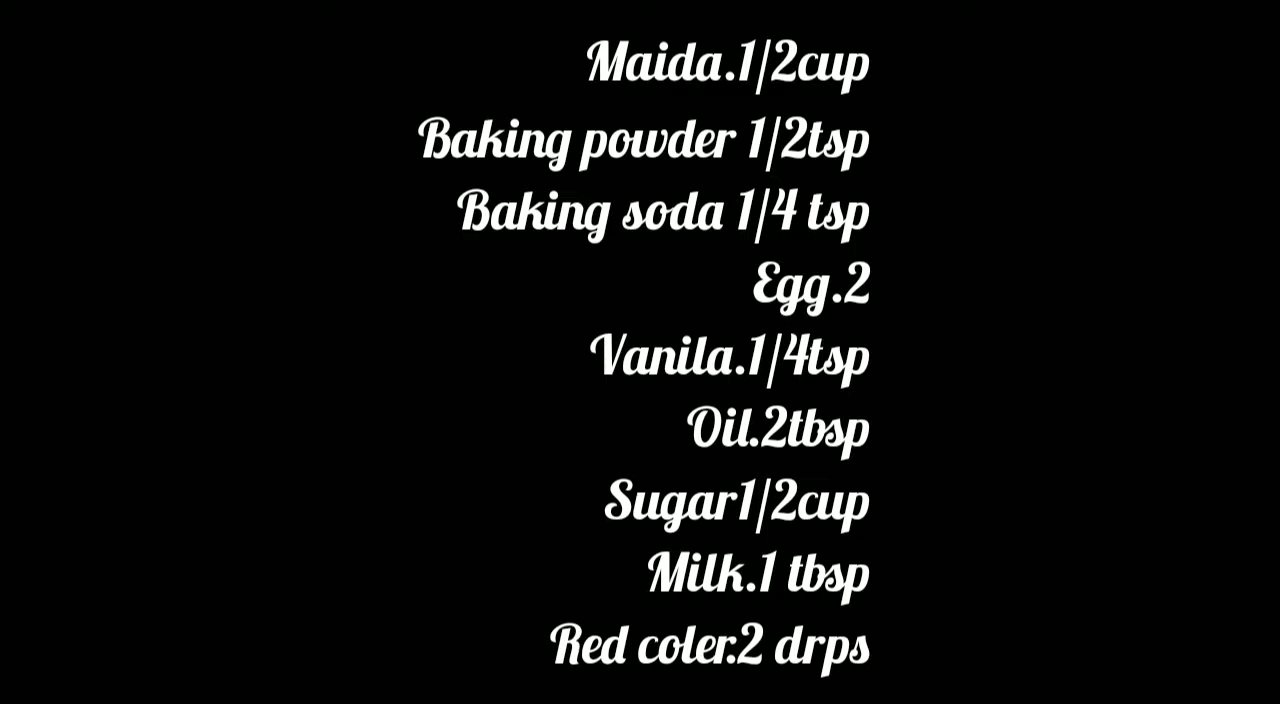 Maida.1/2cup
Baking powder 1/2tsp
Baking soda 1/4 tsp
Egg.2
Vanila.1/4tsp
Oil.2tbsp
Sugar1/2cup
Milk.1 tbsp
Red coler.2 drps